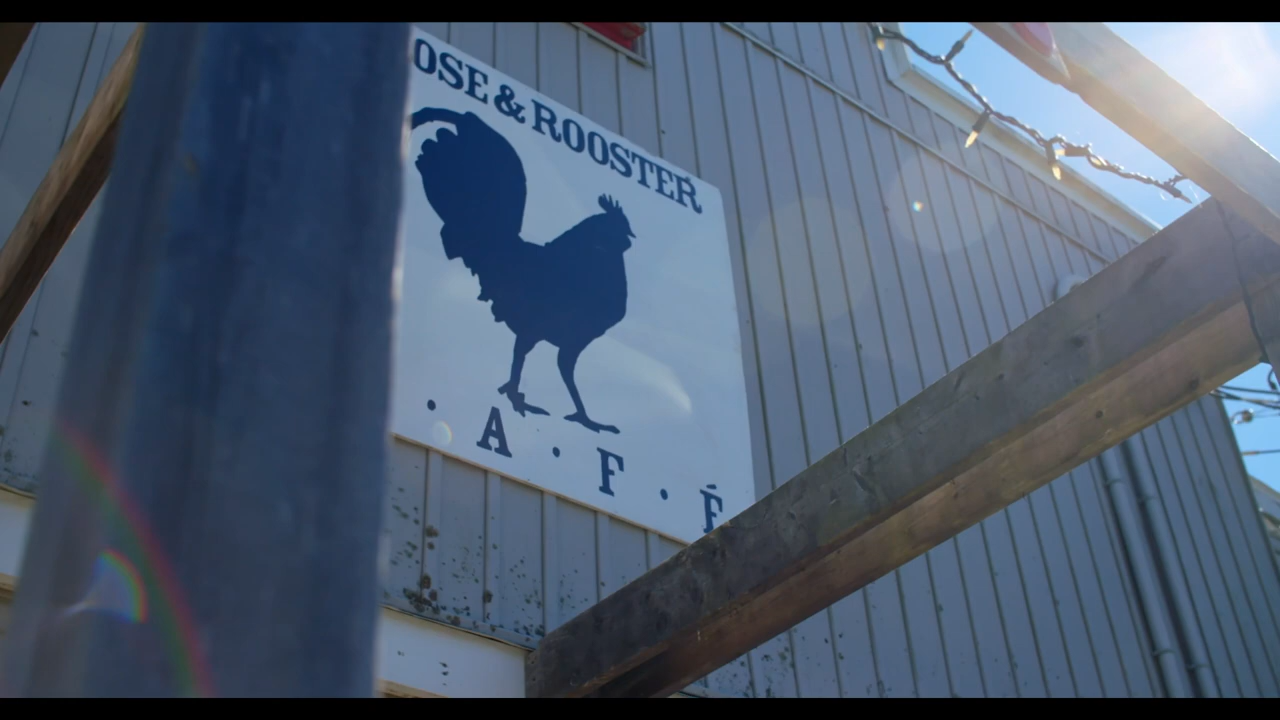 OSE & ROOSTER
· A · F · É